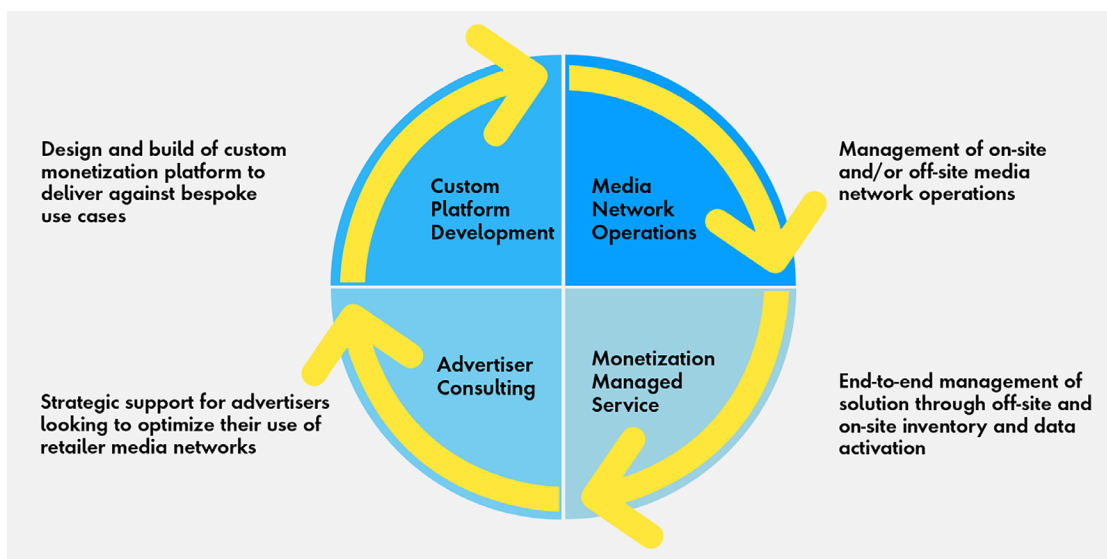 Design and build of custom
monetization platform to
deliver against bespoke
use cases
Custom
Platform
Development
Media
Network
Operations
Management of on-site
and/or off-site media
network operations
Strategic support for advertisers
looking to optimize their use of
retailer media networks
Advertiser
Consulting
Monetization
Managed
Service
End-to-end management of
solution through off-site and
on-site inventory and data
activation